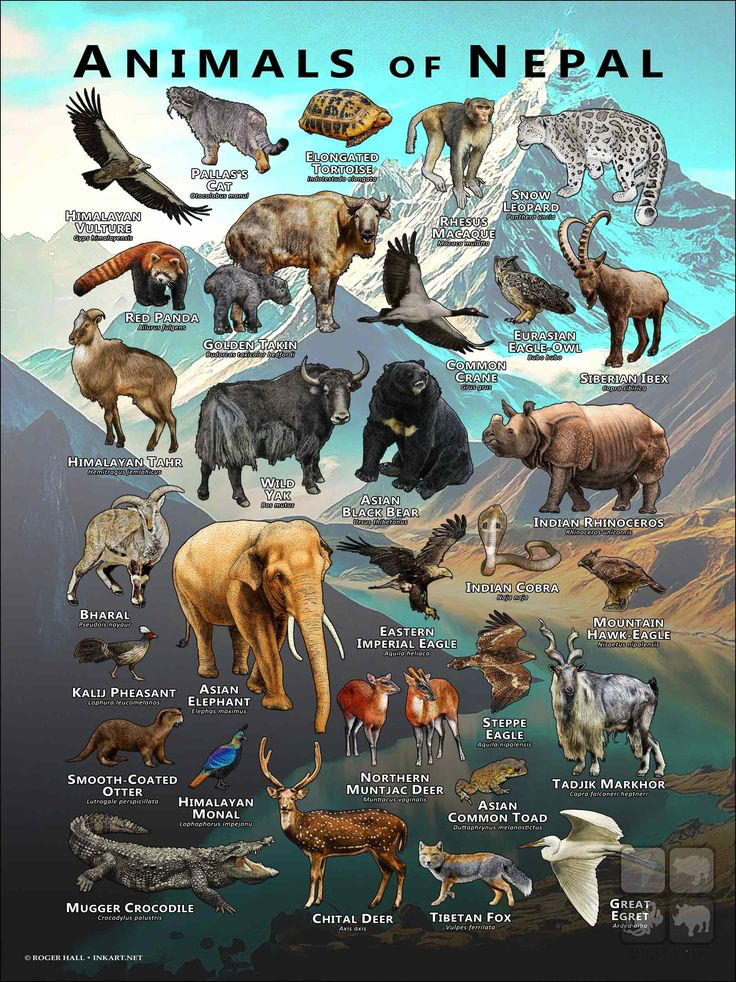 ANIMALS OF NEPAL
HIMALAYAN
VULTURE
Gyps himalayensis
PALLAS'S
CAT
Otocolobus manul
ELONGATED
TORTOISE
Indotestudo elongata
RHESUS
MACAQUE
Macaca mulatta
SNOW
LEOPARD
Panthera uncia
RED PANDA
Ailurus fulgens
GOLDEN TAKIN
Budorcas taxicolor bedfordi
COMMON
CRANE
Grus grus
EURASIAN
EAGLE-OWL
Bubo bubo
SIBERIAN IBEX
Capra sibirica
HIMALAYAN TAHR
Hemitragus jemlahicus
WILD
YAK
Bos mutus
ASIAN
BLACK BEAR
Ursus thibetanus
INDIAN RHINOCEROS
Rhinoceros unicornis
BHARAL
Pseudois nayaur
INDIAN COBRA
Naja naja
EASTERN
IMPERIAL EAGLE
Aquila heliaca
MOUNTAIN
HAWK-EAGLE
Nisaetus nipalensis
KALIJ PHEASANT
Lophura leucomelanos
ASIAN
ELEPHANT
Elephas maximus
STEPPE
EAGLE
Aquila nipalensis
SMOOTH-COATED
OTTER
Lutrogale perspicillata
HIMALAYAN
MONAL
Lophophorus impejanu
NORTHERN
MUNTJAC DEER
Muntiacus vaginalis
ASIAN
COMMON TOAD
Duttaphrynus melanostictus
TADJIK MARKHOR
Capra falconeri heptneri
MUGGER CROCODILE
Crocodylus palustris
CHITAL DEER
Axis axis
TIBETAN FOX
Vulpes ferrilata
GREAT
EGRET
Ardea alba
© ROGER HALL • INKART.NET